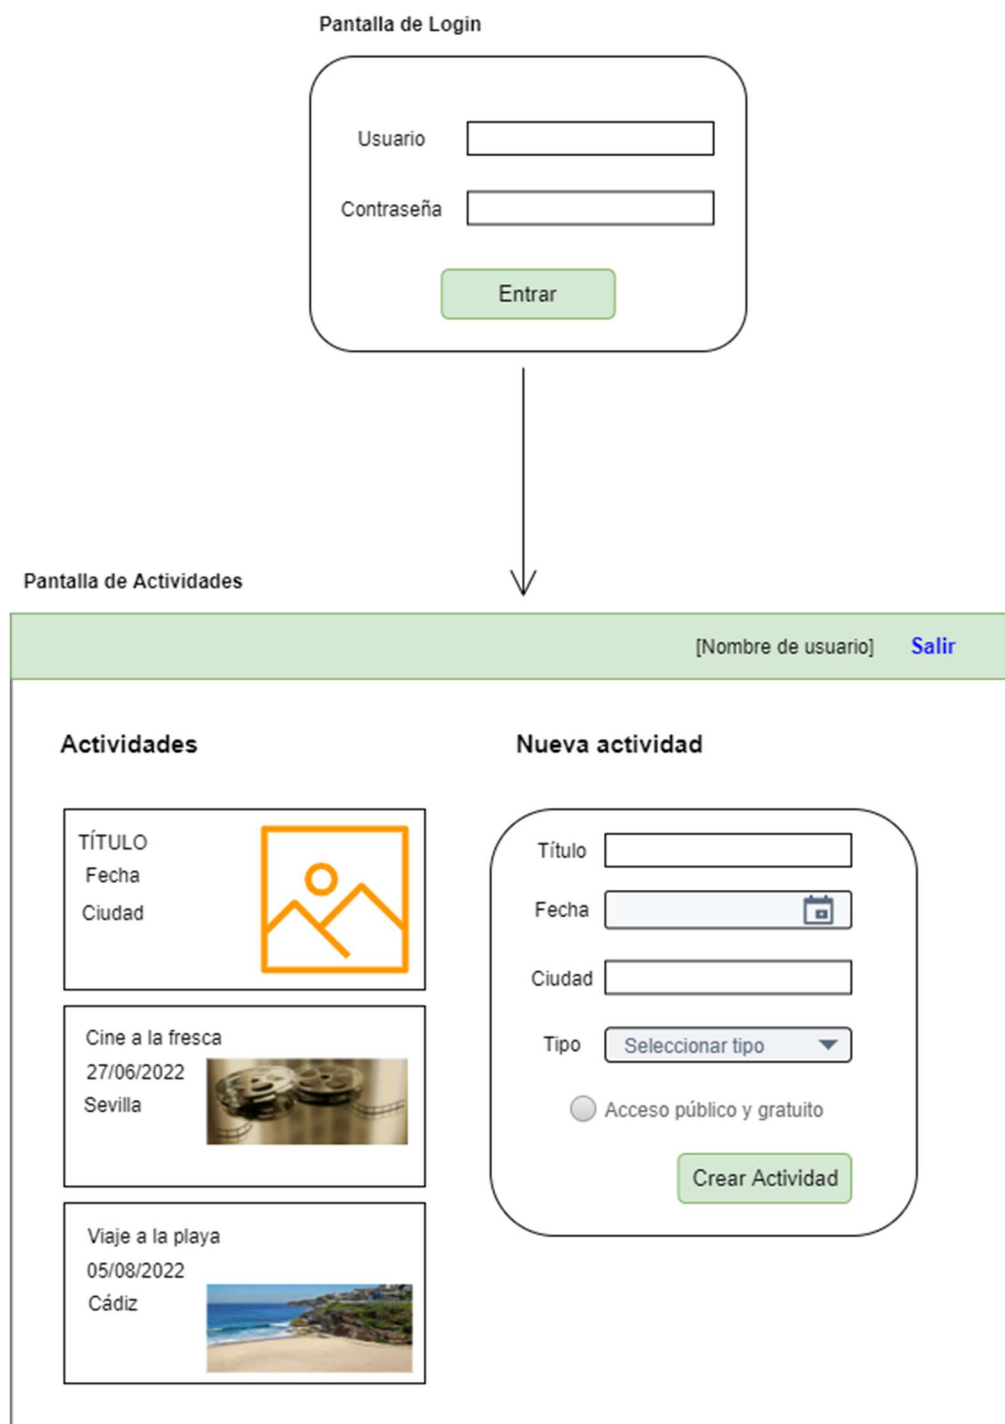 Pantalla de Login
Usuario
Contraseña
Entrar
Pantalla de Actividades
[Nombre de usuario] Salir
Actividades
TÍTULO
Fecha
Ciudad
Cine a la fresca
27/06/2022
Sevilla
Viaje a la playa
05/08/2022
Cádiz
Nueva actividad
Título
Fecha
Ciudad
Tipo Seleccionar tipo
Acceso público y gratuito
Crear Actividad